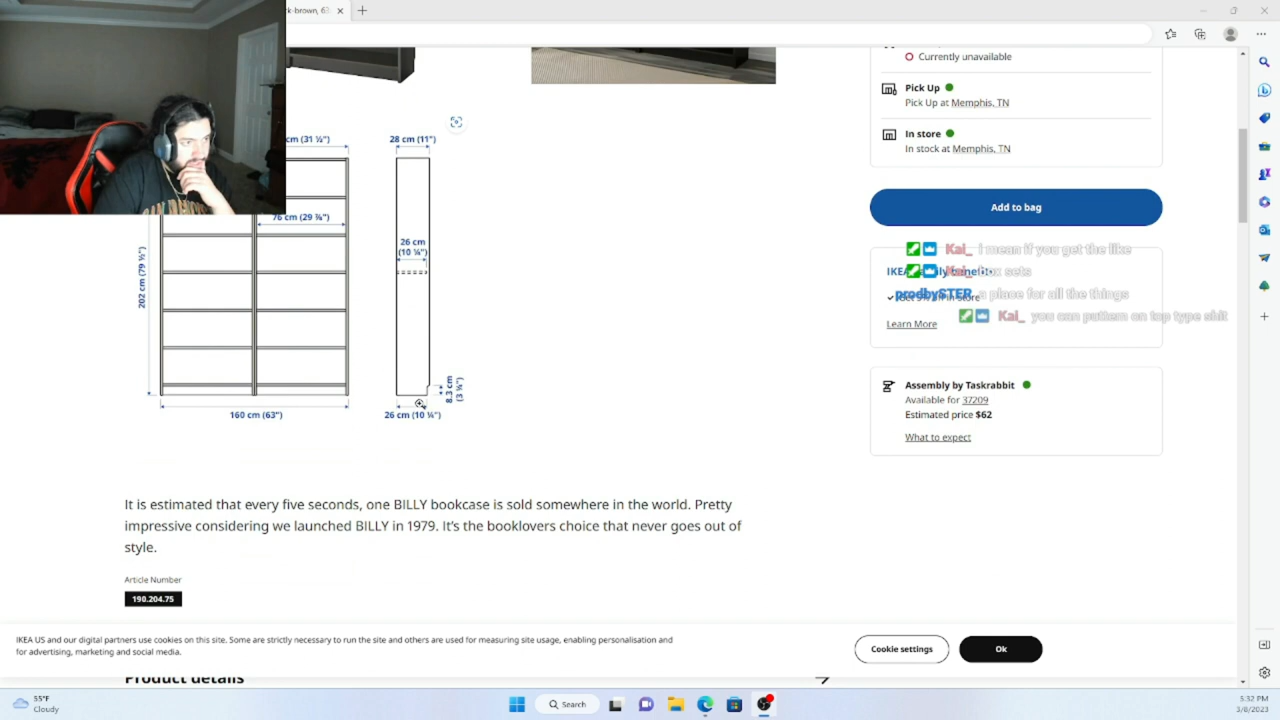 ck-brown, 63
Currently unavailable
Pick Up
Pick Up at Memphis, TN
In store
In stock at Memphis, TN
Add to bag
cm (31 ½")
28 cm (11")
76 cm (29 ⅞")
26 cm
(10 ¼")
202 cm (79 ½")
8.3 cm
(3 ¼")
160 cm (63")
26 cm (10 ¼")
Kai_ i mean if you get the like
Kai_ box sets
prodbySTER a place for all the things
Kai_ you can puttem on top type shit
IKEA
in store
Learn More
Assembly by Taskrabbit
Available for 37209
Estimated price $62
What to expect
It is estimated that every five seconds, one BILLY bookcase is sold somewhere in the world. Pretty
impressive considering we launched BILLY in 1979. It's the booklovers choice that never goes out of
style.
Article Number
190.204.75
IKEA US and our digital partners use cookies on this site. Some are strictly necessary to run the site and others are used for measuring site usage, enabling personalisation and
for advertising, marketing and social media.
Cookie settings
Ok
Product details
55°F
Cloudy
Search
5:32 PM
3/8/2023